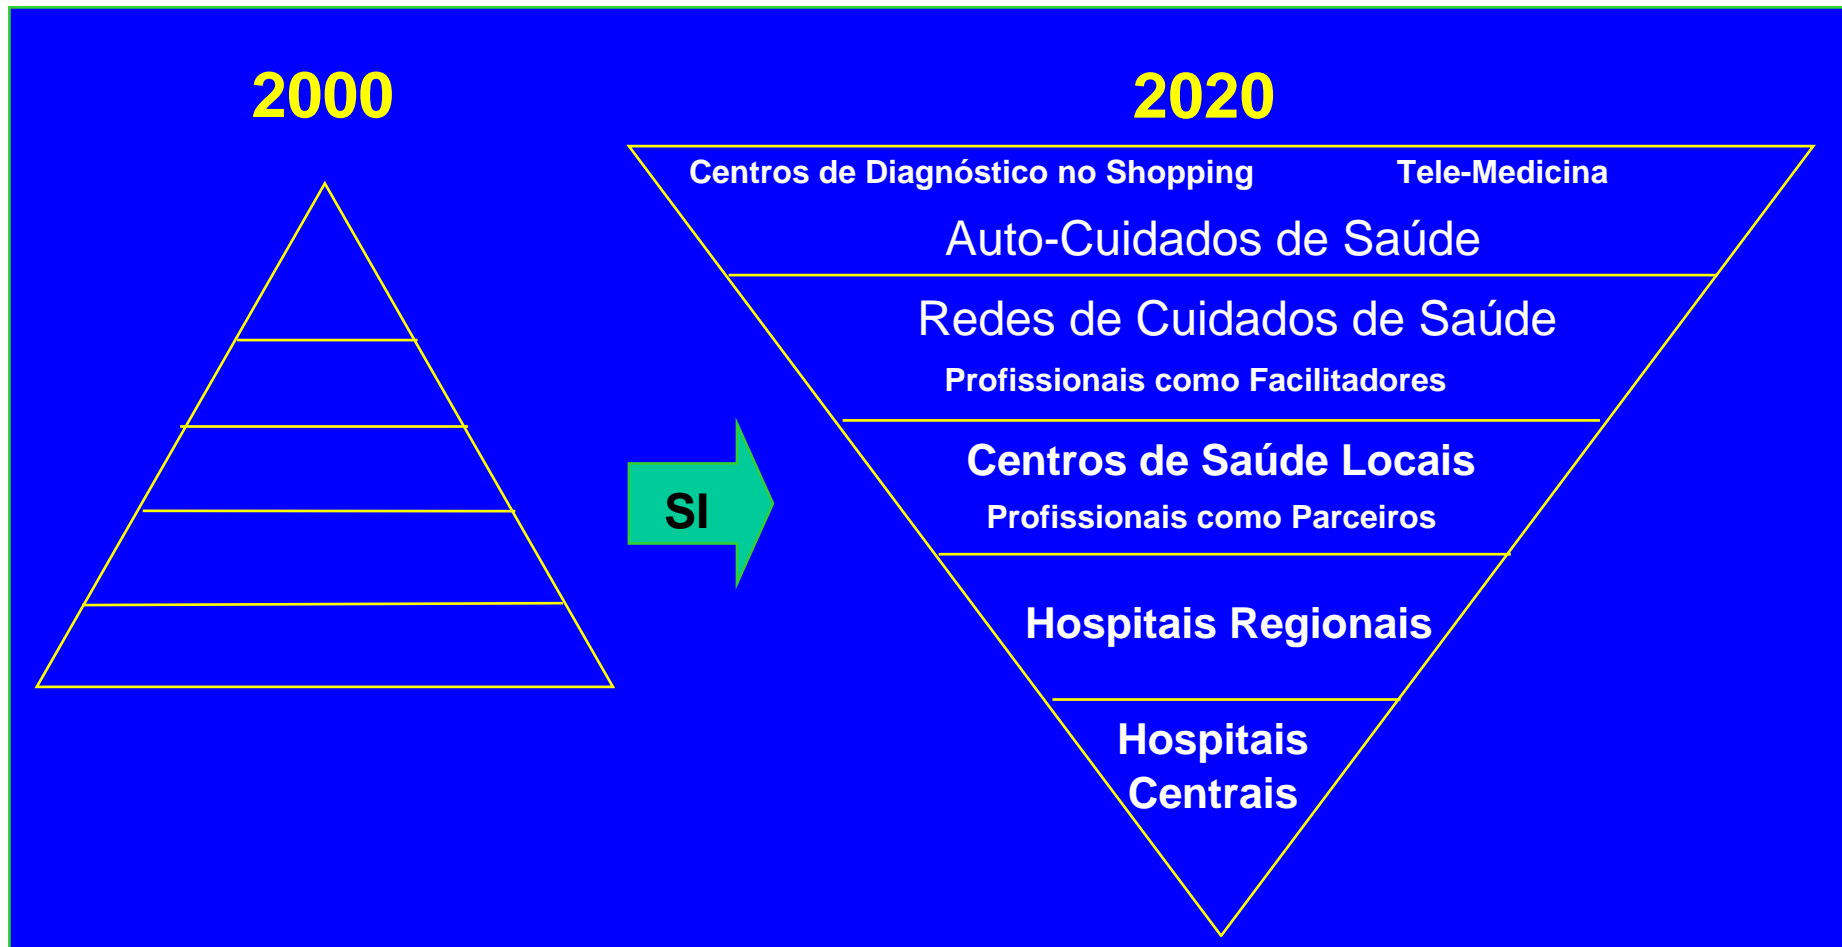 2000
2020
Centros de Diagnóstico no Shopping Tele-Medicina
Auto-Cuidados de Saúde
Redes de Cuidados de Saúde
Profissionais como Facilitadores
SI
Centros de Saúde Locais
Profissionais como Parceiros
Hospitais Regionais
Hospitais
Centrais